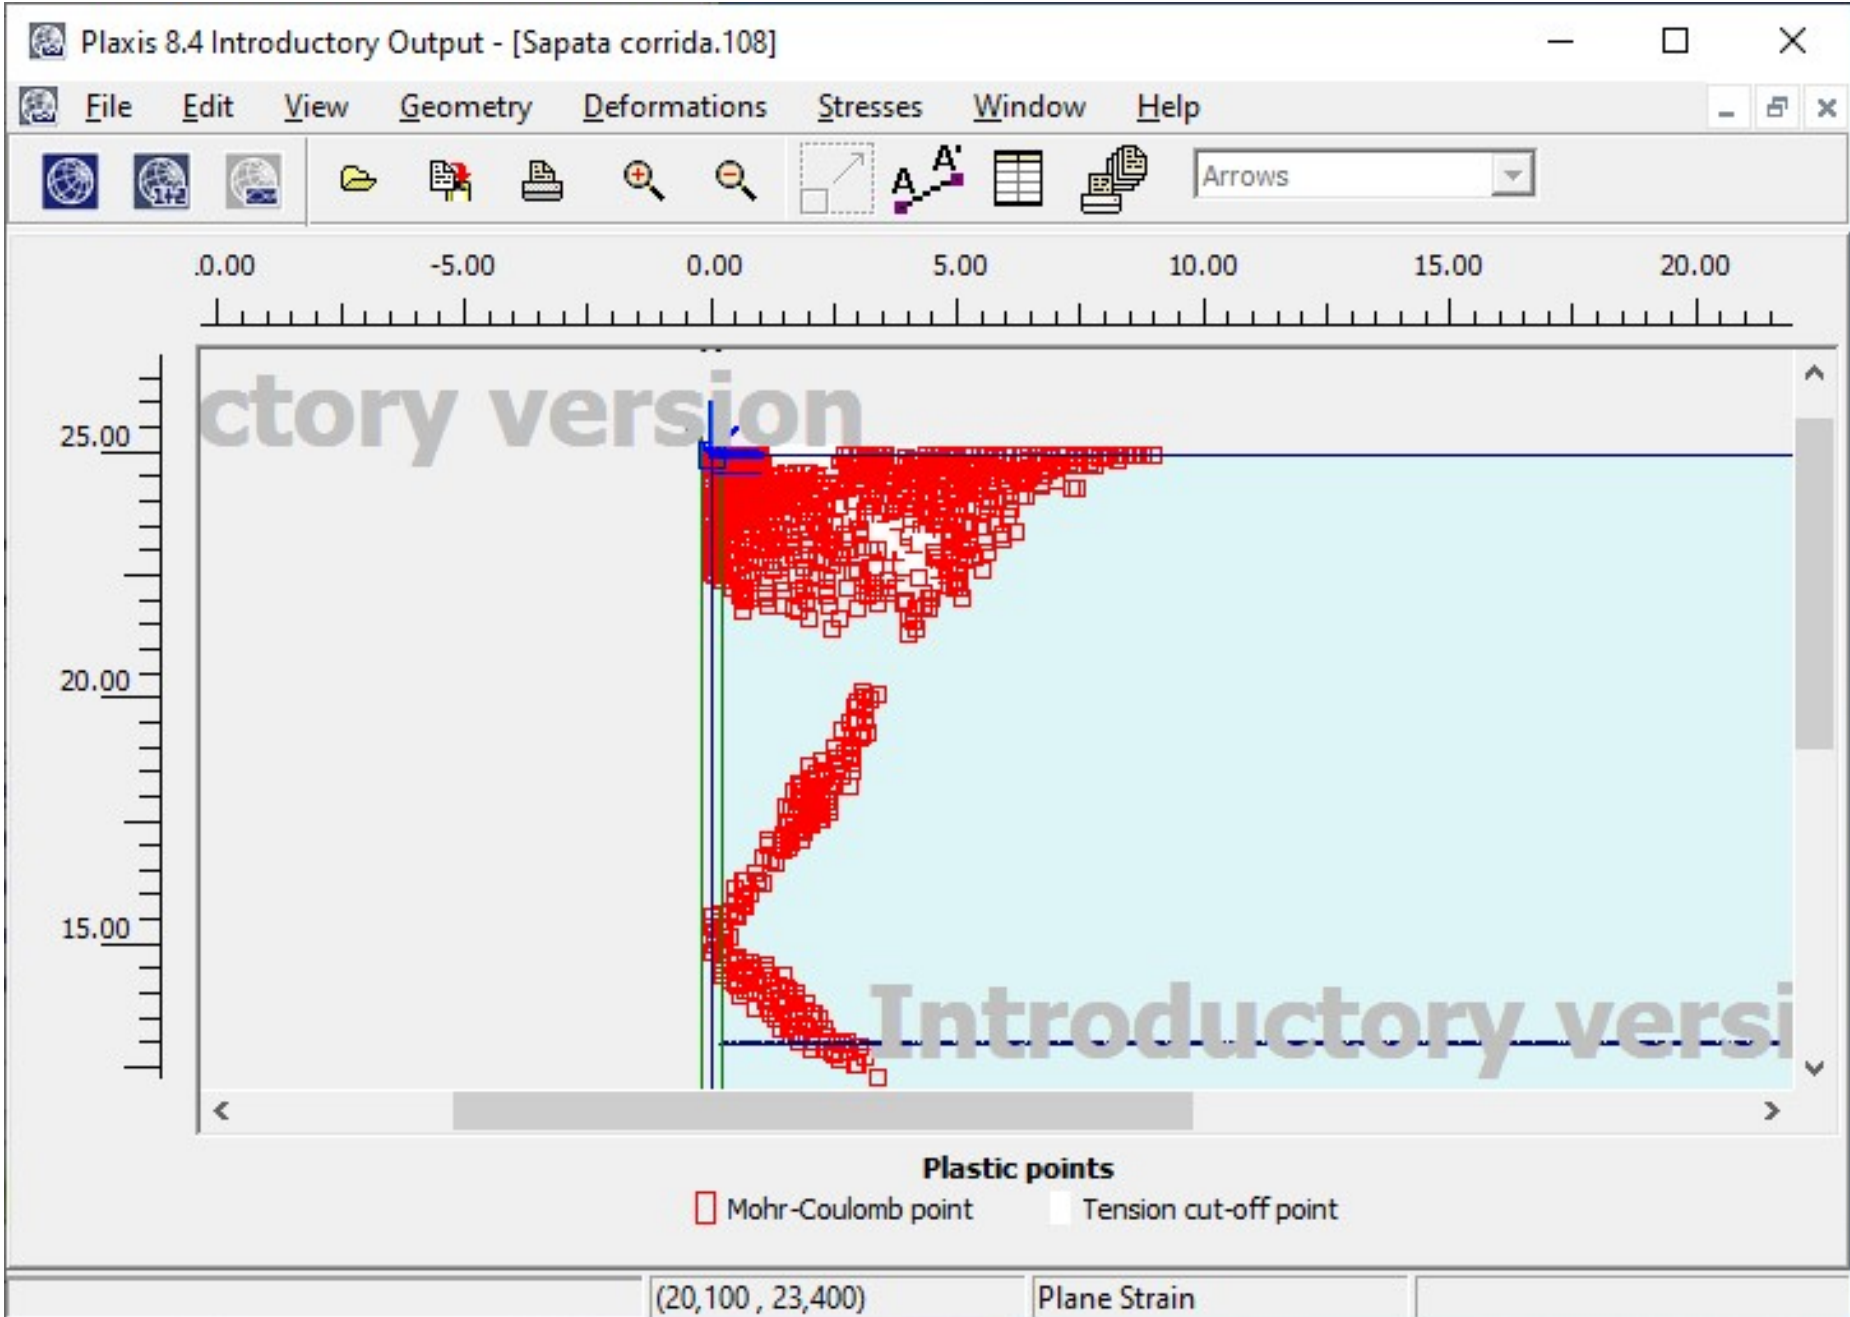 Plaxis 8.4 Introductory Output - [Sapata corrida.108]
File Edit View Geometry Deformations Stresses Window Help
A A' Arrows
.0.00 -5.00 0.00 5.00 10.00 15.00 20.00
ctory version
25.00
20.00
15.00
Introductory versi
Plastic points
Mohr-Coulomb point Tension cut-off point
(20,100 , 23,400) Plane Strain